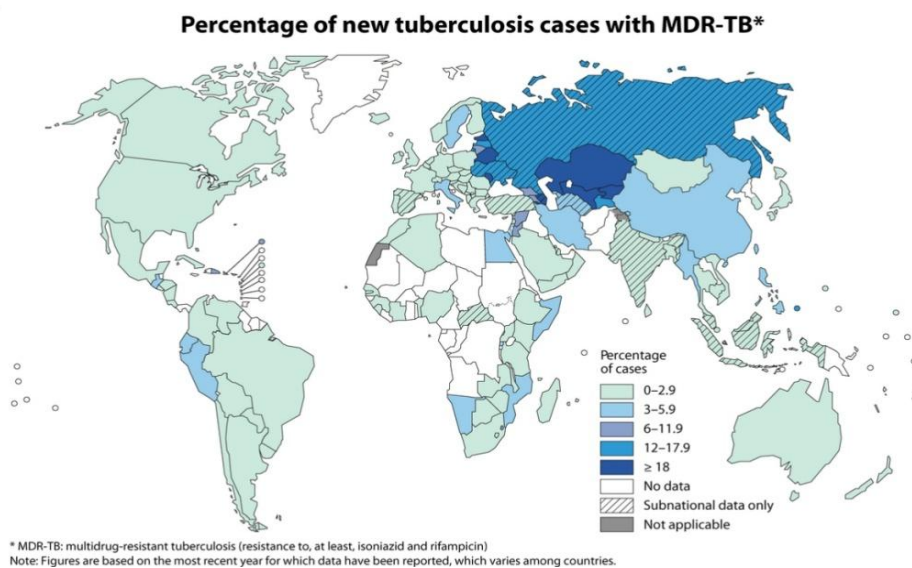 Percentage of new tuberculosis cases with MDR-TB*
Percentage
of cases
0–2.9
3–5.9
6–11.9
12–17.9
≥ 18
No data
Subnational data only
Not applicable
* MDR-TB: multidrug-resistant tuberculosis (resistance to, at least, isoniazid and rifampicin)
Note: Figures are based on the most recent year for which data have been reported, which varies among countries.